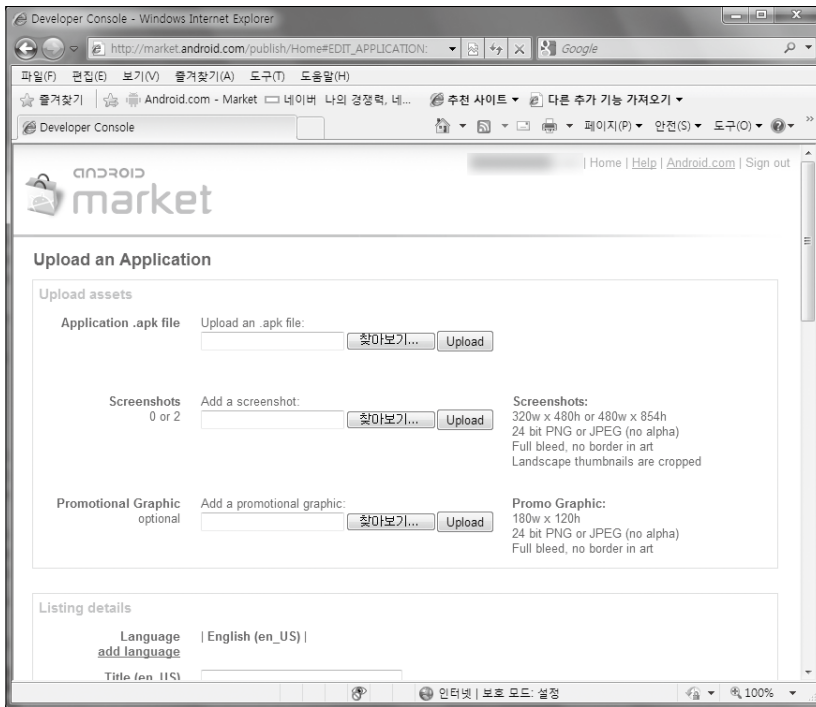 Developer Console - Windows Internet Explorer
http://market.android.com/publish/Home#EDIT_APPLICATION:
Google
파일(F) 편집(E) 보기(V) 즐겨찾기(A) 도구(T) 도움말(H)
즐겨찾기 Android.com - Market 네이버 나의 경쟁력, 네... 추천 사이트 다른 추가 기능 가져오기
Developer Console 페이지(P) 안전(S) 도구(O)
| Home | Help | Android.com | Sign out
android
market
Upload an Application
Upload assets
Application .apk file Upload an .apk file:
찾아보기... Upload
Screenshots Add a screenshot: Screenshots:
0 or 2 찾아보기... Upload 320w x 480h or 480w x 854h
24 bit PNG or JPEG (no alpha)
Full bleed, no border in art
Landscape thumbnails are cropped
Promotional Graphic Add a promotional graphic: Promo Graphic:
optional 찾아보기... Upload 180w x 120h
24 bit PNG or JPEG (no alpha)
Full bleed, no border in art
Listing details
Language | English (en_US) |
add language
Title (en_US)
인터넷 | 보호 모드: 설정 100%